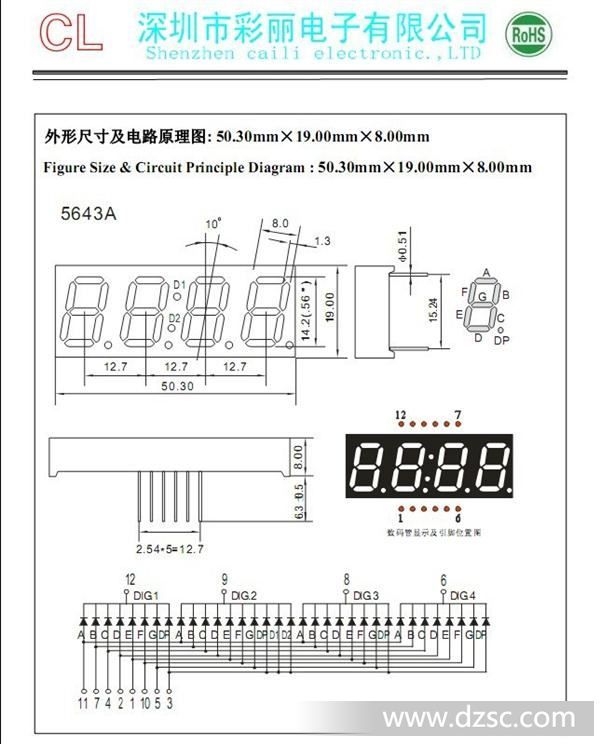 CL
深圳市彩丽电子有限公司
Shenzhen caili electronic.,LTD
RoHS
外形尺寸及电路原理图: 50.30mm×19.00mm×8.00mm
Figure Size & Circuit Principle Diagram : 50.30mm×19.00mm×8.00mm
5643A
10°
8.0
1.3
D1
D2
14.2(.56")
19.00
12.7
12.7
12.7
50.30
Φ0.51
15.24
A
F
B
G
E
C
D
DP
12
7
1
6
数码管显示及引脚位置图
8.00
6.3±0.5
2.54*5=12.7
12
9
8
6
DIG1
DIG.2
DIG.3
DIG.4
A B C D E F G DP A B C D E F G DP D1 D2 A B C D E F G DP A B C D E F G DP
11 7 4 2 1 10 5 3
www.dzsc.com